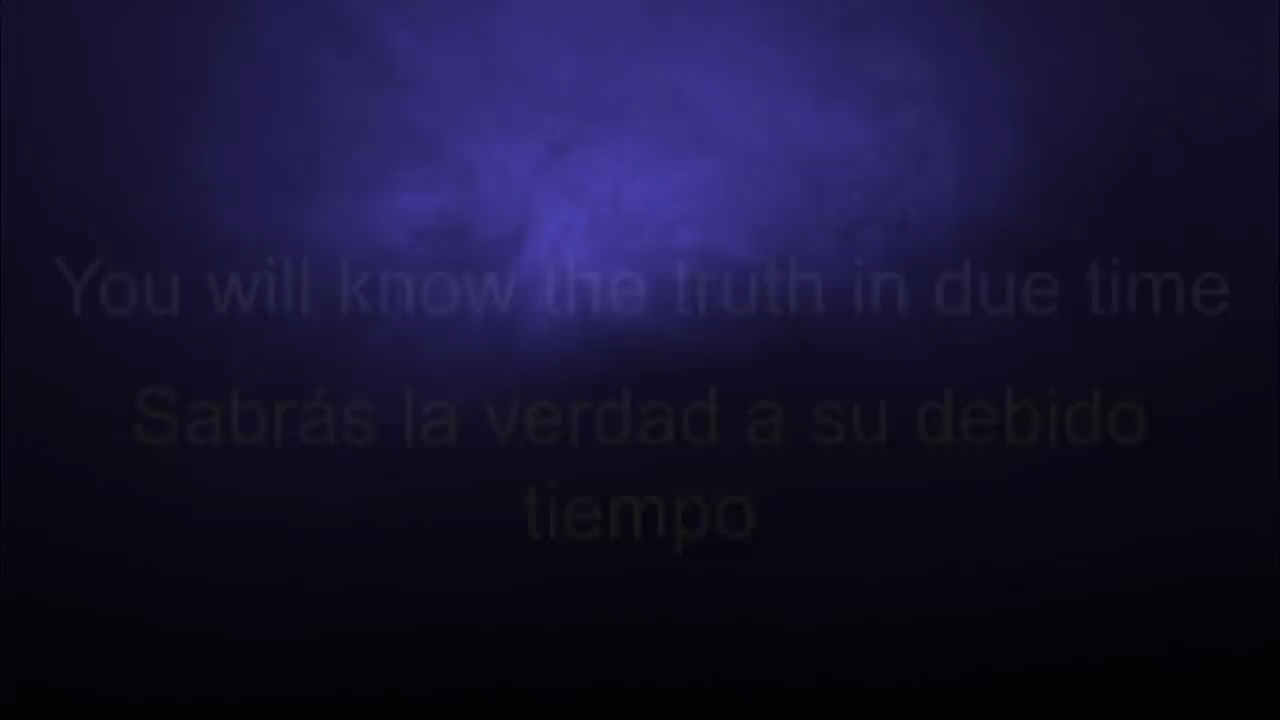 You will know the truth in due time
Sabrás la verdad a su debido
tiempo